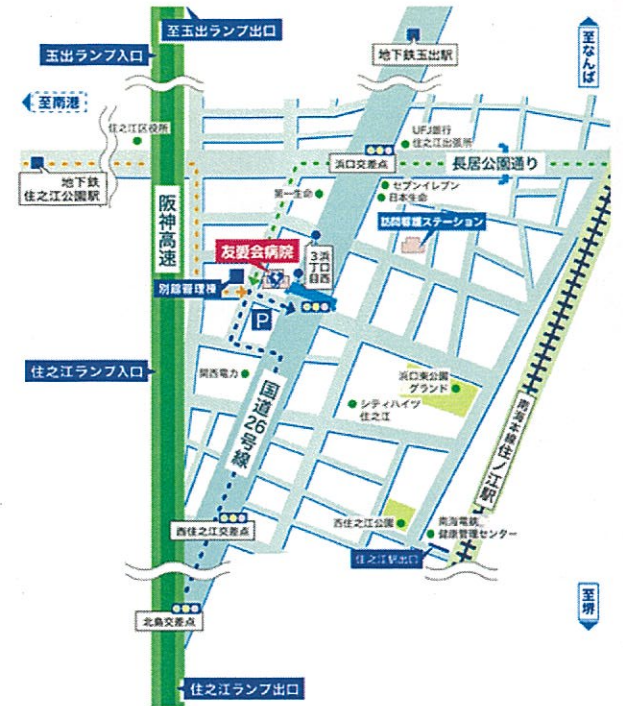 至玉出ランプ出口
玉出ランプ入口
地下鉄玉出駅
至なんば
至南港
住之江区役所
UFJ銀行
住之江出張所
浜口交差点
長居公園通り
地下鉄
住之江公園駅
セブンイレブン
日本生命
第一生命
訪問看護ステーション
阪神高速
友愛会病院
浜口西
3丁目
別館管理棟
P
住之江ランプ入口
関西電力
浜口東公園
グランド
シティハイツ
住之江
国道26号線
南海本線住ノ江駅
西住之江交差点
西住之江公園
南海電鉄
健康管理センター
住之江駅出口
至堺
北島交差点
住之江ランプ出口